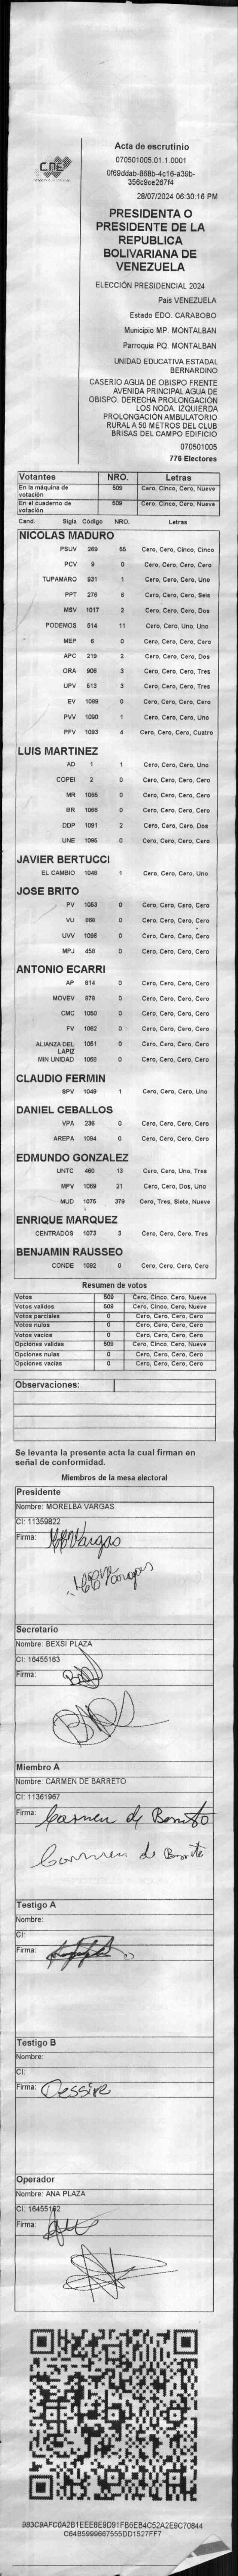 CNE
Acta de escrutinio
070501005.01.1.0001
0f69ddab-868b-4c16-a39b-
356c9ce267f4
28/07/2024 06:30:16 PM
PRESIDENTA O
PRESIDENTE DE LA
REPUBLICA
BOLIVARIANA DE
VENEZUELA
ELECCIÓN PRESIDENCIAL 2024
País VENEZUELA
Estado EDO. CARABOBO
Municipio MP. MONTALBAN
Parroquia PQ. MONTALBAN
UNIDAD EDUCATIVA ESTADAL
BERNARDINO
CASERIO AGUA DE OBISPO FRENTE
AVENIDA PRINCIPAL AGUA DE
OBISPO. DERECHA PROLONGACIÓN
LOS NODA. IZQUIERDA
PROLONGACIÓN AMBULATORIO
RURAL A 50 METROS DEL CLUB
BRISAS DEL CAMPO EDIFICIO
070501005
776 Electores
Votantes NRO. Letras
En la máquina de votación 509 Cero, Cinco, Cero, Nueve
En el cuaderno de votación 509 Cero, Cinco, Cero, Nueve
Cand. Sigla Código NRO. Letras
NICOLAS MADURO
PSUV 269 55 Cero, Cero, Cinco, Cinco
PCV 9 0 Cero, Cero, Cero, Cero
TUPAMARO 931 1 Cero, Cero, Cero, Uno
PPT 276 6 Cero, Cero, Cero, Seis
MSV 1017 2 Cero, Cero, Cero, Dos
PODEMOS 514 11 Cero, Cero, Uno, Uno
MEP 6 0 Cero, Cero, Cero, Cero
APC 219 2 Cero, Cero, Cero, Dos
ORA 906 3 Cero, Cero, Cero, Tres
UPV 513 3 Cero, Cero, Cero, Tres
EV 1089 0 Cero, Cero, Cero, Cero
PVV 1090 1 Cero, Cero, Cero, Uno
PFV 1093 4 Cero, Cero, Cero, Cuatro
LUIS MARTINEZ
AD 1 1 Cero, Cero, Cero, Uno
COPEI 2 0 Cero, Cero, Cero, Cero
MR 1065 0 Cero, Cero, Cero, Cero
BR 1066 0 Cero, Cero, Cero, Cero
DDP 1091 2 Cero, Cero, Cero, Dos
UNE 1095 0 Cero, Cero, Cero, Cero
JAVIER BERTUCCI
EL CAMBIO 1048 1 Cero, Cero, Cero, Uno
JOSE BRITO
PV 1053 0 Cero, Cero, Cero, Cero
VU 868 0 Cero, Cero, Cero, Cero
UVV 1096 0 Cero, Cero, Cero, Cero
MPJ 458 0 Cero, Cero, Cero, Cero
ANTONIO ECARRI
AP 814 0 Cero, Cero, Cero, Cero
MOVEV 876 0 Cero, Cero, Cero, Cero
CMC 1050 0 Cero, Cero, Cero, Cero
FV 1062 0 Cero, Cero, Cero, Cero
ALIANZA DEL LAPIZ 1051 0 Cero, Cero, Cero, Cero
MIN UNIDAD 1068 0 Cero, Cero, Cero, Cero
CLAUDIO FERMIN
SPV 1049 1 Cero, Cero, Cero, Uno
DANIEL CEBALLOS
VPA 236 0 Cero, Cero, Cero, Cero
AREPA 1094 0 Cero, Cero, Cero, Cero
EDMUNDO GONZALEZ
UNTC 460 13 Cero, Cero, Uno, Tres
MPV 1069 21 Cero, Cero, Dos, Uno
MUD 1075 379 Cero, Tres, Siete, Nueve
ENRIQUE MARQUEZ
CENTRADOS 1073 3 Cero, Cero, Cero, Tres
BENJAMIN RAUSSEO
CONDE 1092 0 Cero, Cero, Cero, Cero
Resumen de votos
Votos 509 Cero, Cinco, Cero, Nueve
Votos validos 509 Cero, Cinco, Cero, Nueve
Votos parciales 0 Cero, Cero, Cero, Cero
Votos nulos 0 Cero, Cero, Cero, Cero
Votos vacios 0 Cero, Cero, Cero, Cero
Opciones validas 509 Cero, Cinco, Cero, Nueve
Opciones nulas 0 Cero, Cero, Cero, Cero
Opciones vacias 0 Cero, Cero, Cero, Cero
Observaciones:
Se levanta la presente acta la cual firman en
señal de conformidad.
Miembros de la mesa electoral
Presidente
Nombre: MORELBA VARGAS
CI: 11359822
Firma: Vargas
Vargas
Secretario
Nombre: BEXSI PLAZA
CI: 16455163
Firma:
Miembro A
Nombre: CARMEN DE BARRETO
CI: 11361967
Firma: Carmen de Barreto
Carmen de Barreto
Testigo A
Nombre:
CI:
Firma:
Testigo B
Nombre:
CI:
Firma: Dessire
Operador
Nombre: ANA PLAZA
CI: 16455162
Firma:
983C9AFC0A2B1EEE8E9D91FB5EB4C52A2E9C70844
C64B5999667555DD1527FF7